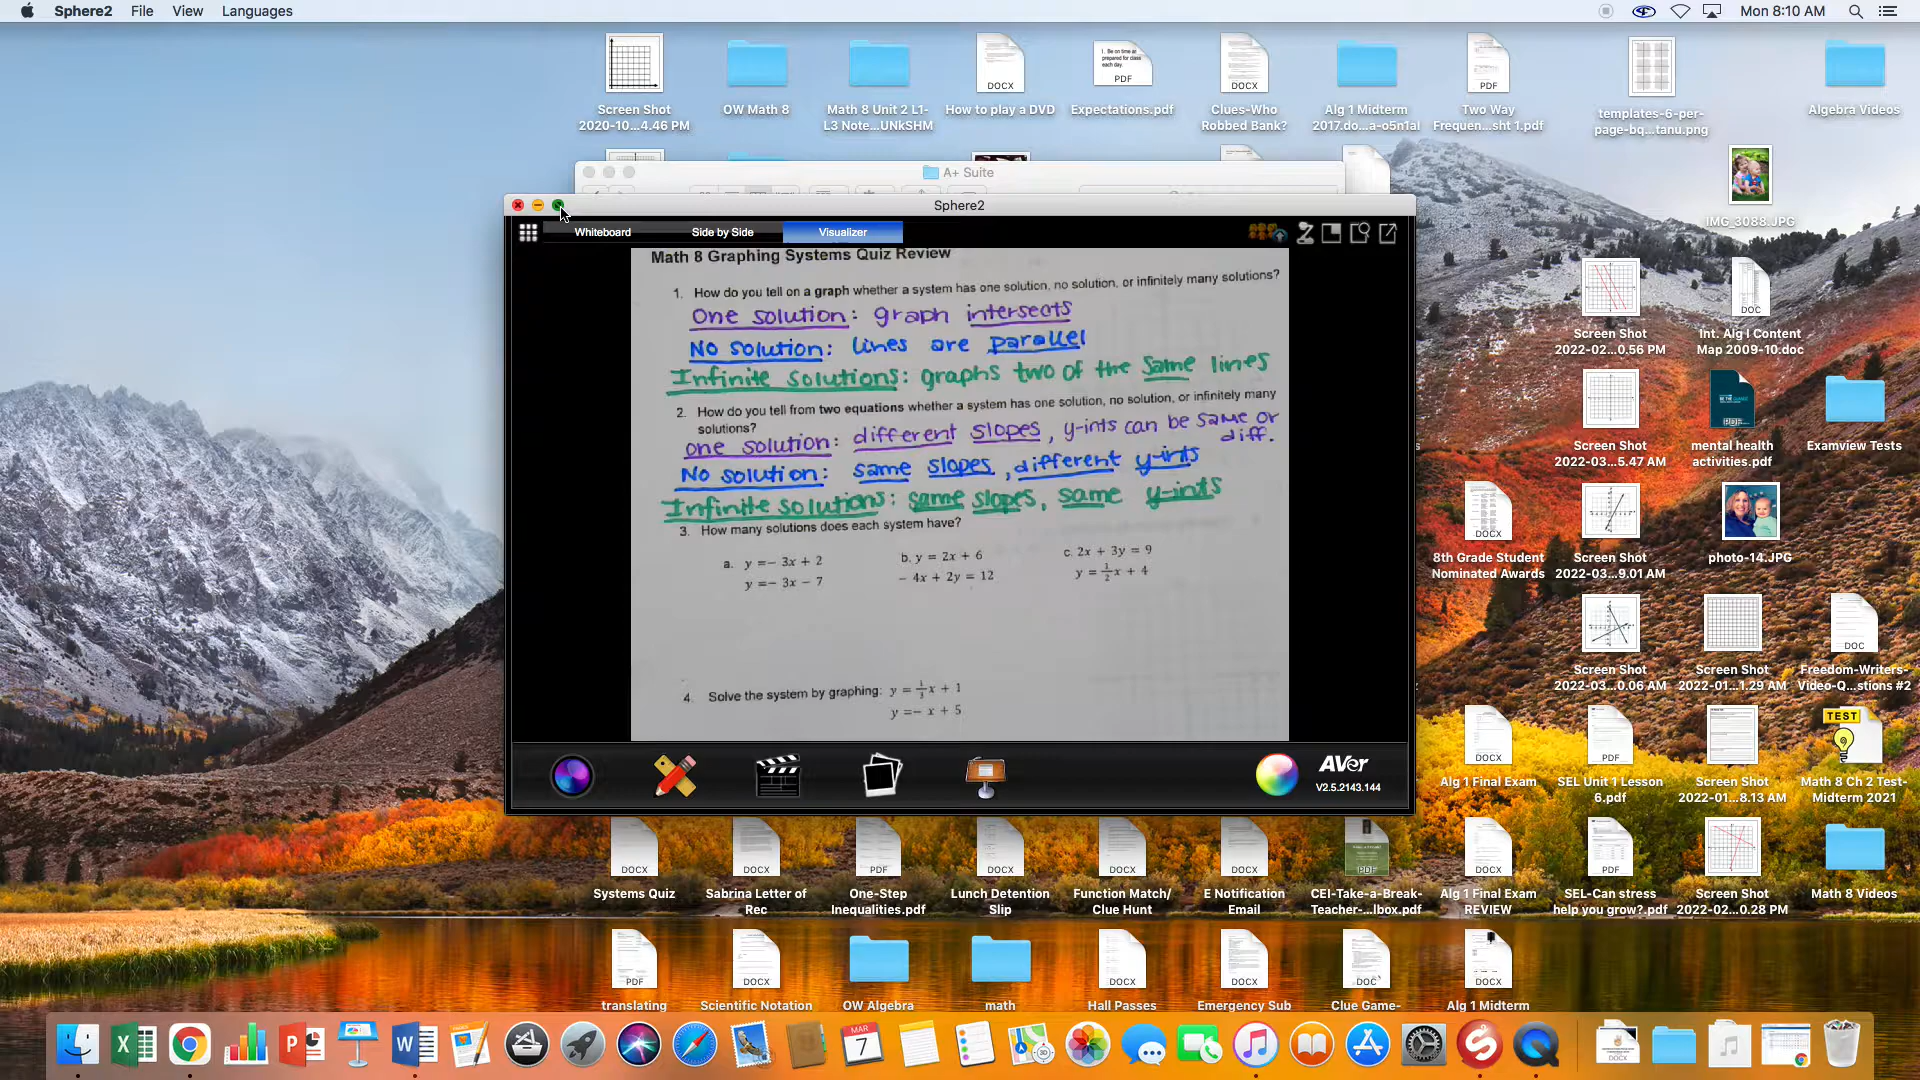 Sphere2 File View Languages Mon 8:10 AM
Screen Shot 2020-10...4.46 PM
OW Math 8
Math 8 Unit 2 L1-L3 Note...UNkSHM
How to play a DVD
Expectations.pdf
Clues-Who Robbed Bank?
Alg 1 Midterm 2017.do...a-o5n1al
Two Way Frequen...sht 1.pdf
templates-6-per-page-bq...tanu.png
Algebra Videos
A+ Suite
Sphere2
Whiteboard Side by Side Visualizer
Math 8 Graphing Systems Quiz Review
1. How do you tell on a graph whether a system has one solution, no solution, or infinitely many solutions?
One solution: graph intersects
No solution: lines are parallel
Infinite solutions: graphs two of the same lines
2. How do you tell from two equations whether a system has one solution, no solution, or infinitely many
solutions?
one solution: different slopes, y-ints can be same or
diff.
No solution: same slopes, different y-ints
Infinite solutions: same slopes, same y-ints
3. How many solutions does each system have?
a. y =- 3x + 2
y =- 3x - 7
b. y = 2x + 6
- 4x + 2y = 12
c. 2x + 3y = 9
y = 1/2 x + 4
4. Solve the system by graphing: y = 1/3 x + 1
y =- x + 5
AVer
V2.5.2143.144
IMG_3088.JPG
Screen Shot 2022-02...0.56 PM
Int. Alg I Content Map 2009-10.doc
Screen Shot 2022-03...5.47 AM
mental health activities.pdf
Examview Tests
8th Grade Student Nominated Awards
Screen Shot 2022-03...9.01 AM
photo-14.JPG
Screen Shot 2022-03...0.06 AM
Screen Shot 2022-01...1.29 AM
Freedom-Writers-Video-Q...stions #2
Alg 1 Final Exam
SEL Unit 1 Lesson 6.pdf
Screen Shot 2022-01...8.13 AM
TEST
Math 8 Ch 2 Test-Midterm 2021
Systems Quiz
Sabrina Letter of Rec
One-Step Inequalities.pdf
Lunch Detention Slip
Function Match/ Clue Hunt
E Notification Email
CEI-Take-a-Break-Teacher-...lbox.pdf
Alg 1 Final Exam REVIEW
SEL-Can stress help you grow?.pdf
Screen Shot 2022-02...0.28 PM
Math 8 Videos
translating
Scientific Notation
OW Algebra
math
Hall Passes
Emergency Sub
Clue Game-
Alg 1 Midterm
MAR
7